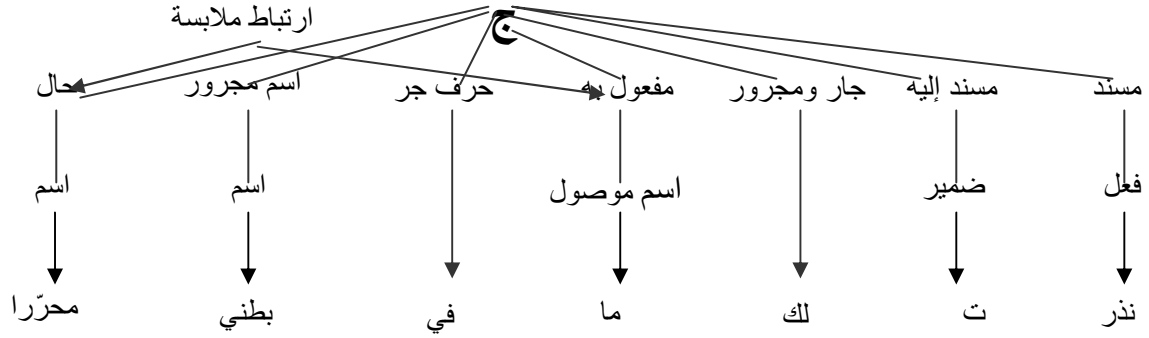 ج
ارتباط ملابسة
مسند مسند إليه جار ومجرور مفعول به حرف جر اسم مجرور حال
فعل ضمير اسم موصول اسم اسم
نذر ت لك ما في بطني محرّرا